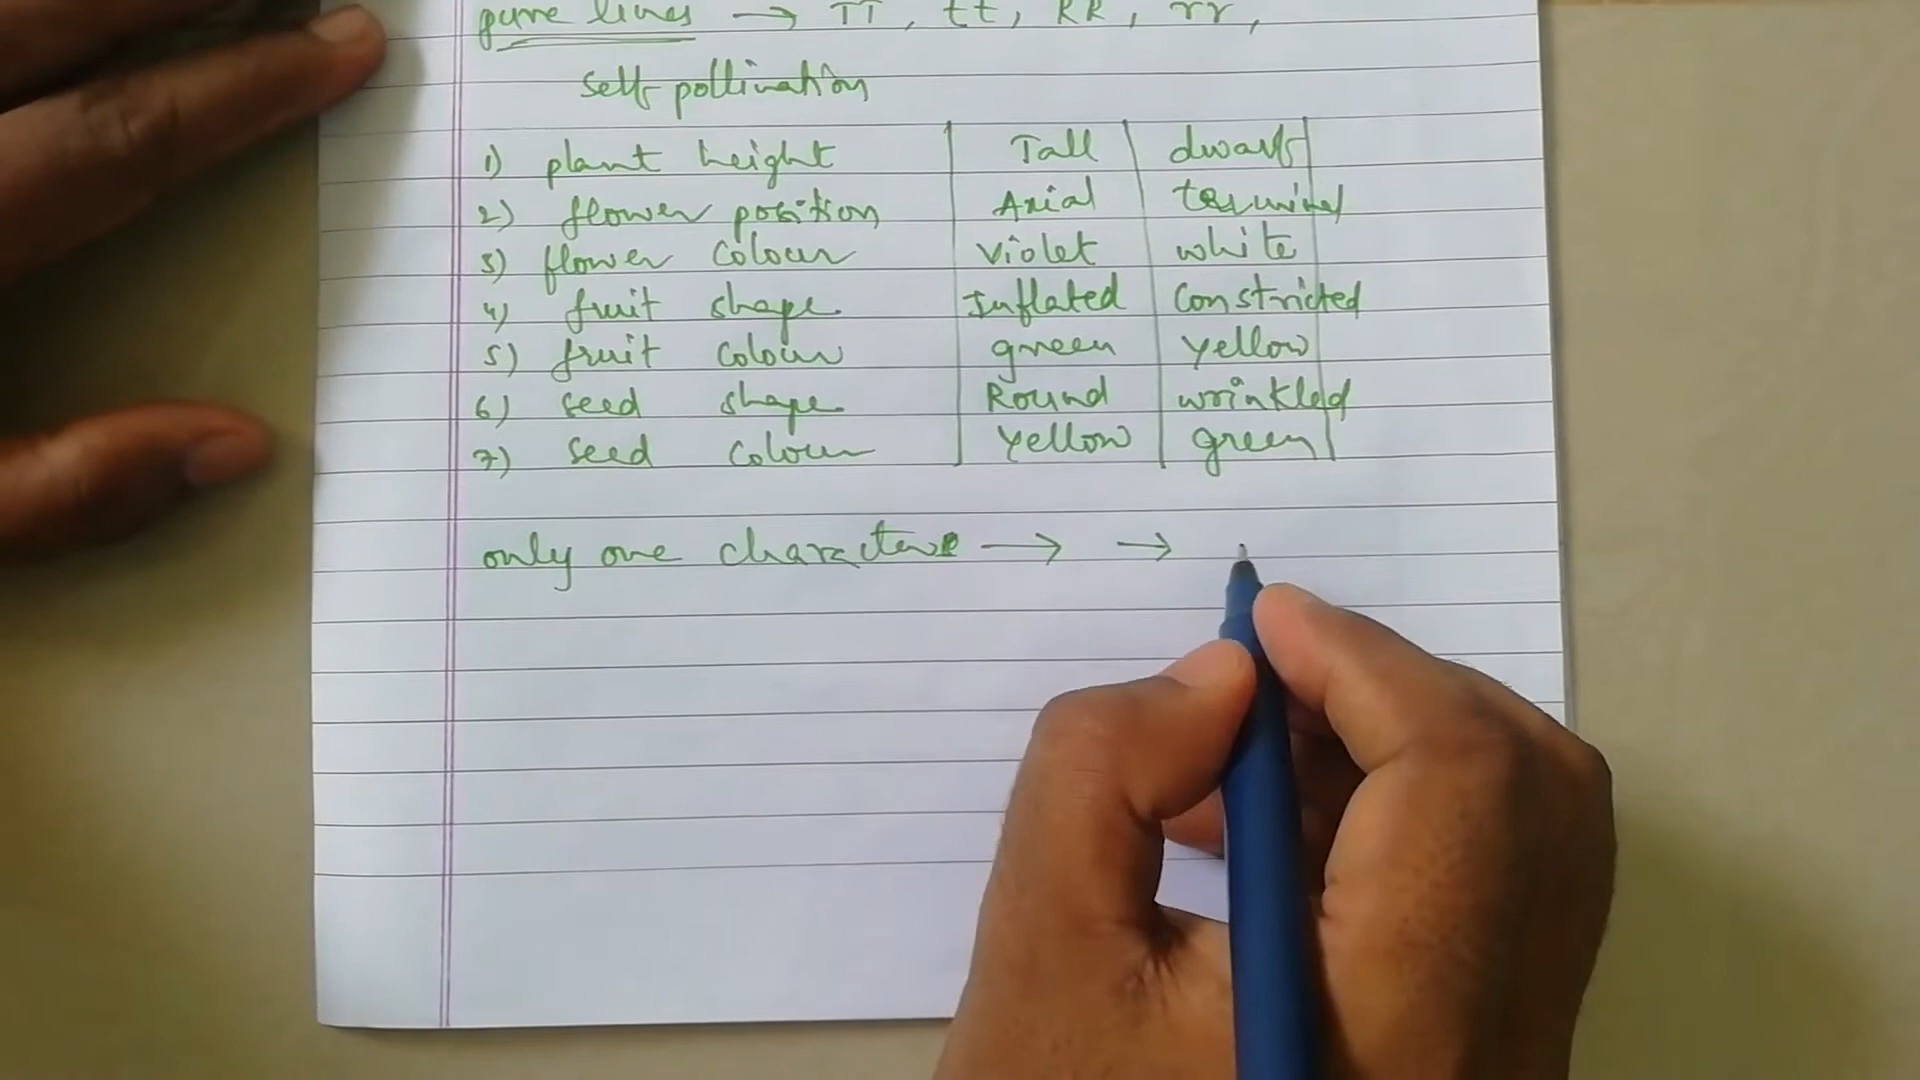 pure lines → TT, tt, RR, rr,
self pollination
1) plant height Tall dwarf
2) flower position Axial terminal
3) flower colour Violet white
4) fruit shape Inflated Constricted
5) fruit colour green yellow
6) seed shape Round wrinkled
7) seed colour yellow green
only one character → →